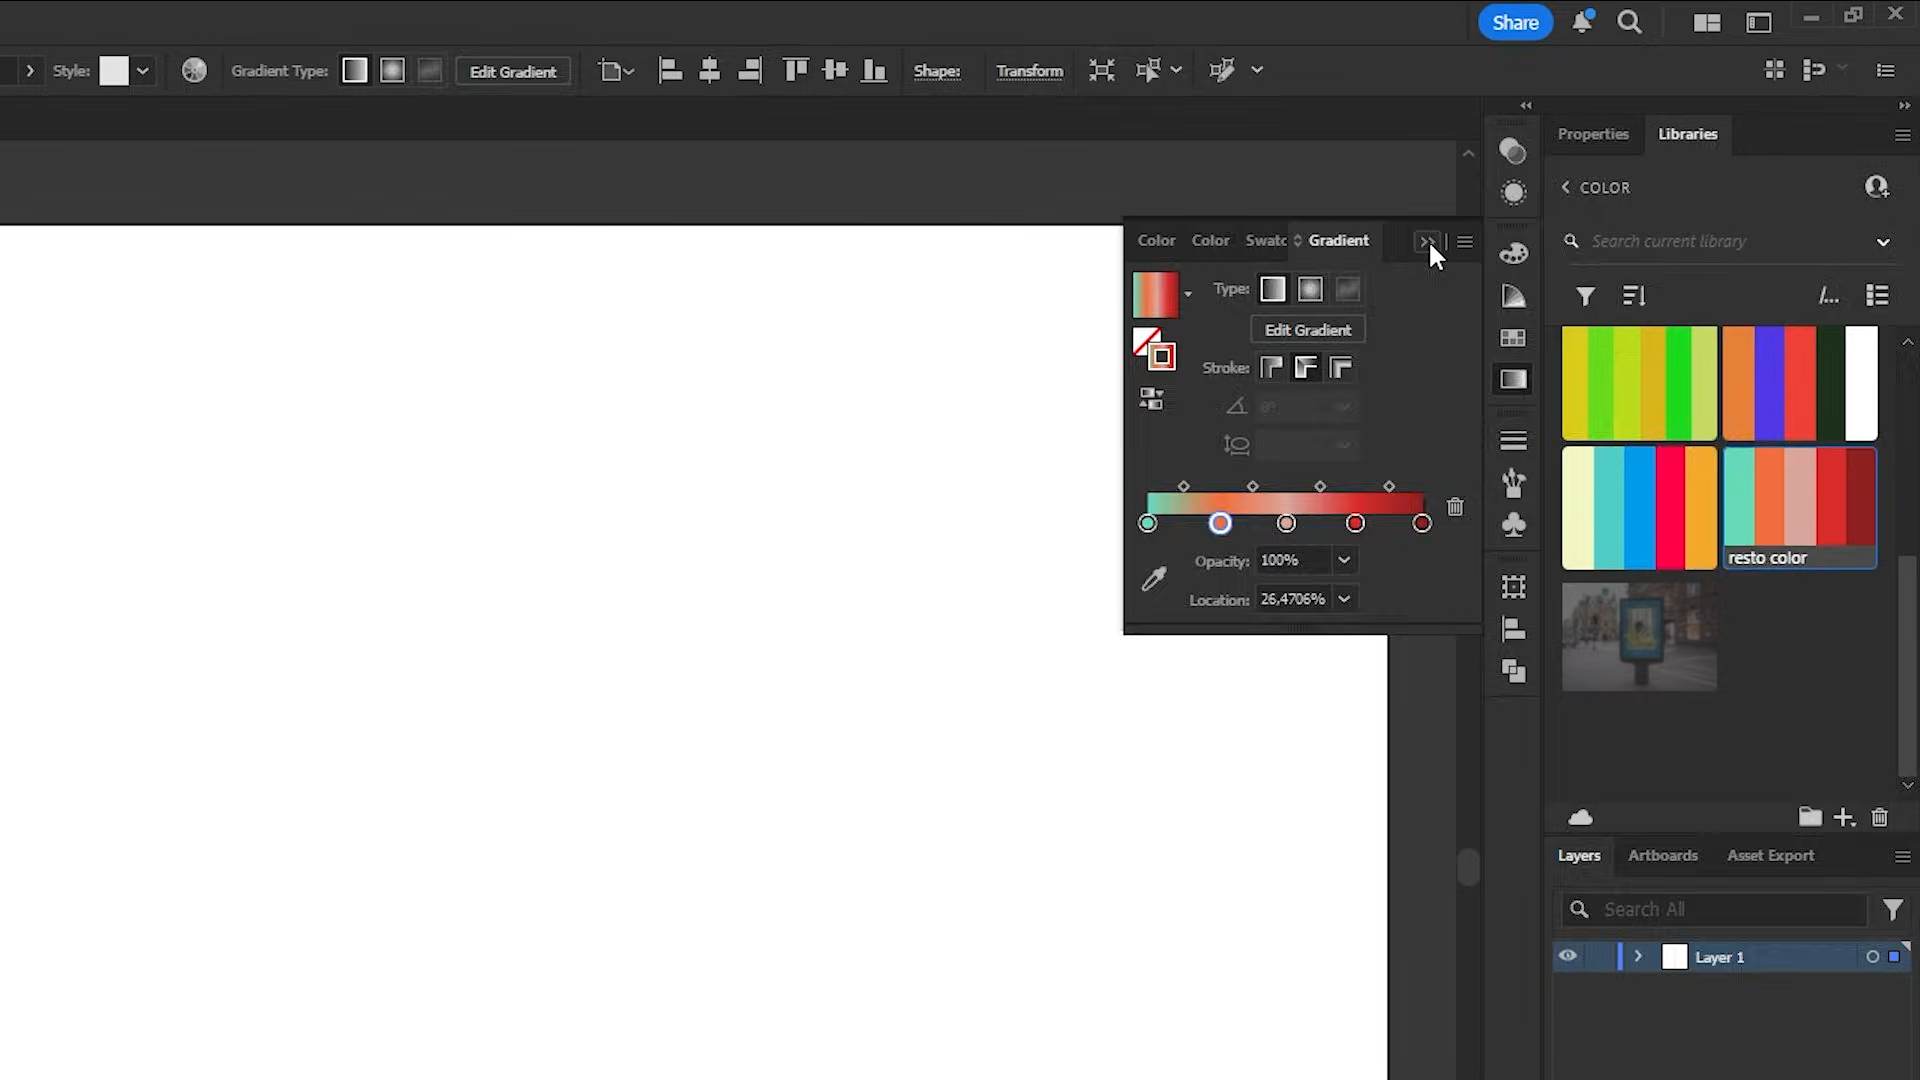 Share
Style:
Gradient Type:
Edit Gradient
Shape:
Transform
Properties
Libraries
COLOR
Search current library
Color
Color
Swatc
Gradient
Type:
Edit Gradient
Stroke:
0°
Opacity:
100%
Location:
26,4706%
resto color
Layers
Artboards
Asset Export
Search All
Layer 1